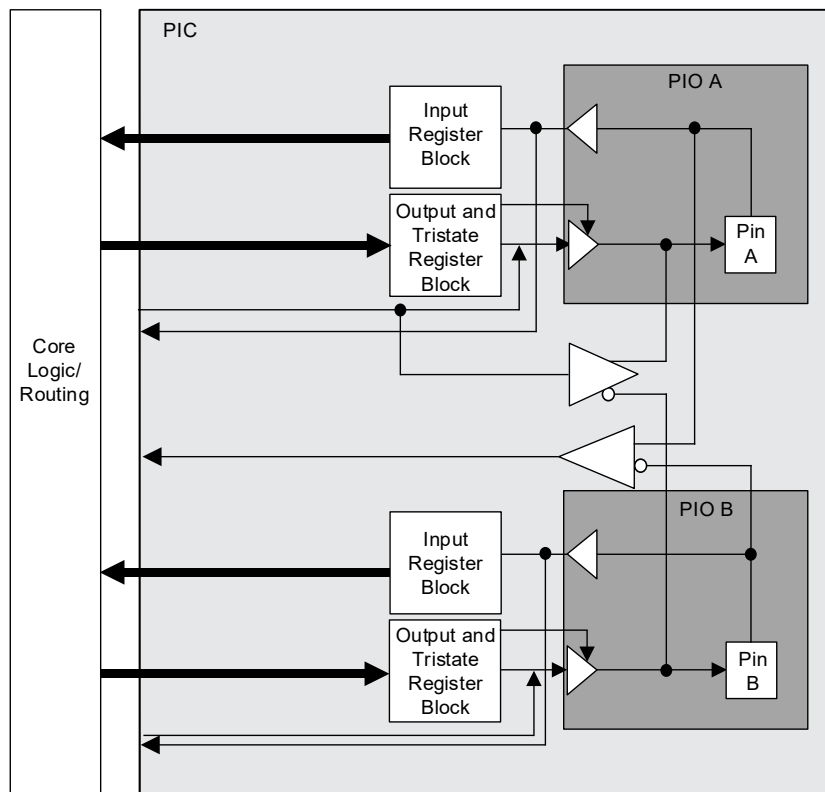 PIC
PIO A
Input
Register
Block
Output and
Tristate
Register
Block
Pin
A
Core
Logic/
Routing
PIO B
Input
Register
Block
Output and
Tristate
Register
Block
Pin
B